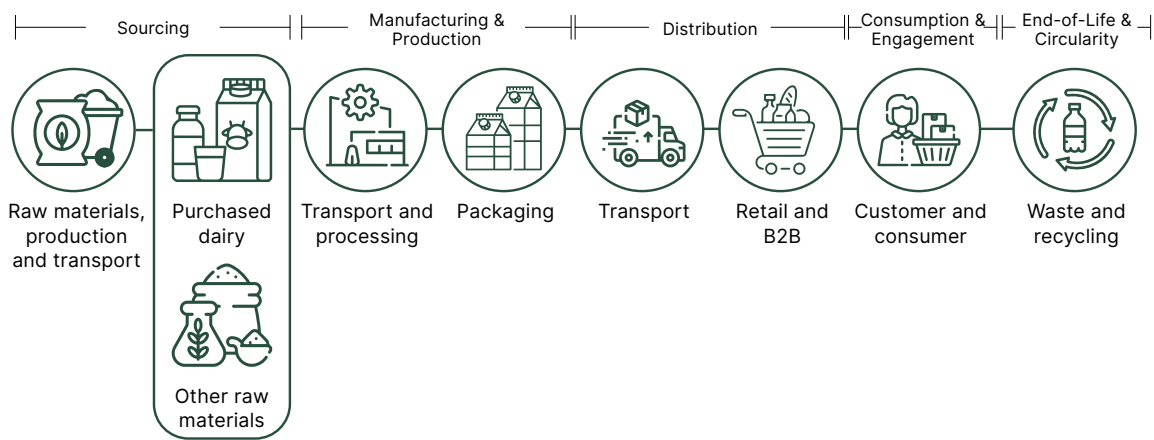 Sourcing
Manufacturing &
Production
Distribution
Consumption &
Engagement
End-of-Life &
Circularity
Raw materials,
production
and transport
Purchased
dairy
Other raw
materials
Transport and
processing
Packaging
Transport
Retail and
B2B
Customer and
consumer
Waste and
recycling